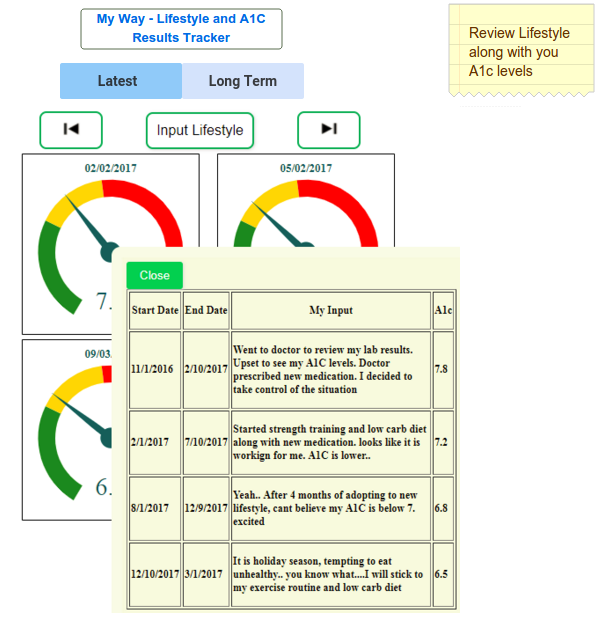 My Way - Lifestyle and A1C
Results Tracker
Review Lifestyle
along with you
A1c levels
Latest
Long Term
Input Lifestyle
02/02/2017
05/02/2017
7.
09/03
6.
Close
Start Date End Date My Input A1c
11/1/2016 2/10/2017 Went to doctor to review my lab results.
Upset to see my A1C levels. Doctor
prescribed new medication. I decided to
take control of the situation 7.8
2/1/2017 7/10/2017 Started strength training and low carb diet
along with new medication. looks like it is
workign for me. A1C is lower.. 7.2
8/1/2017 12/9/2017 Yeah.. After 4 months of adopting to new
lifestyle, cant believe my A1C is below 7.
excited 6.8
12/10/2017 3/1/2017 It is holiday season, tempting to eat
unhealthy.. you know what....I will stick to
my exercise routine and low carb diet 6.5